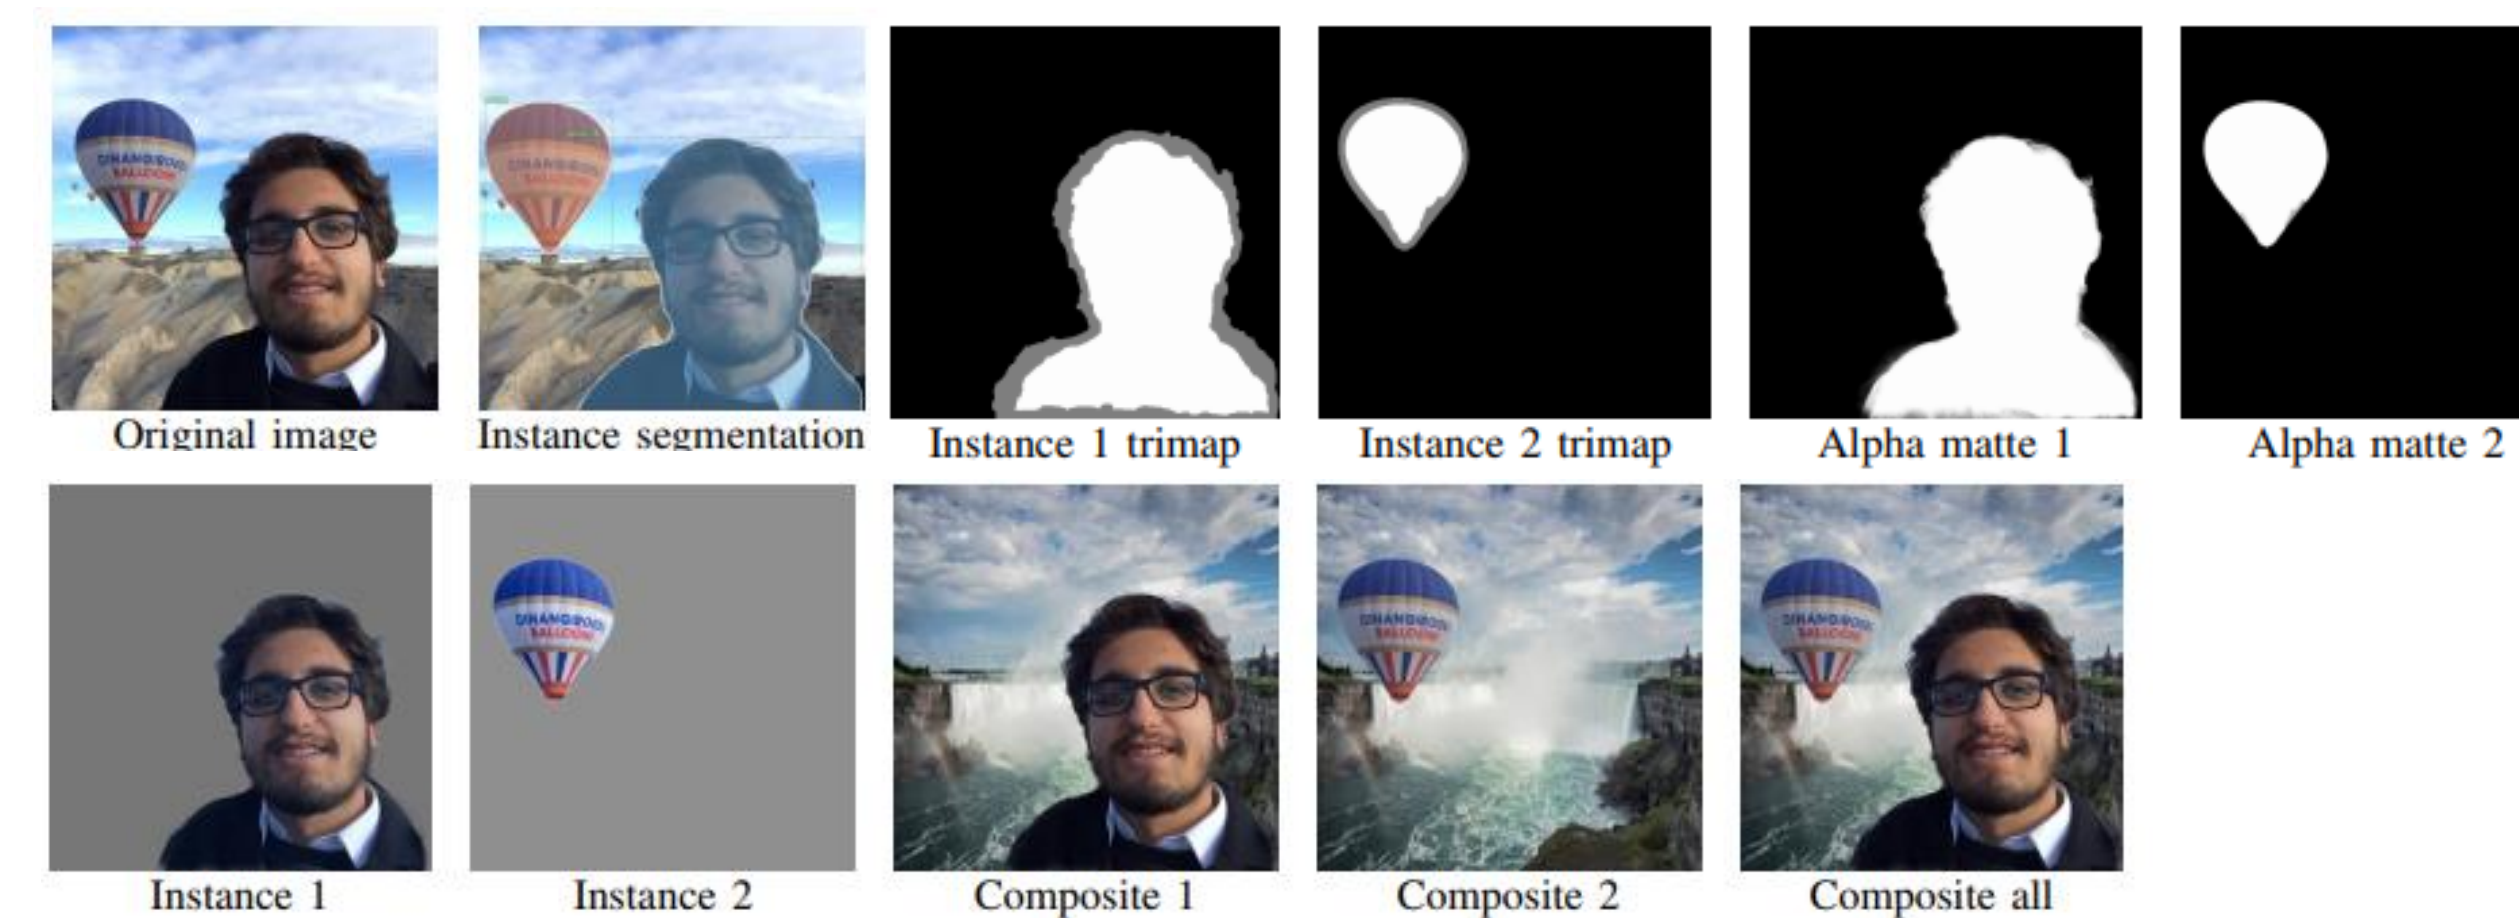 Original image
Instance segmentation
Instance 1 trimap
Instance 2 trimap
Alpha matte 1
Alpha matte 2
Instance 1
Instance 2
Composite 1
Composite 2
Composite all